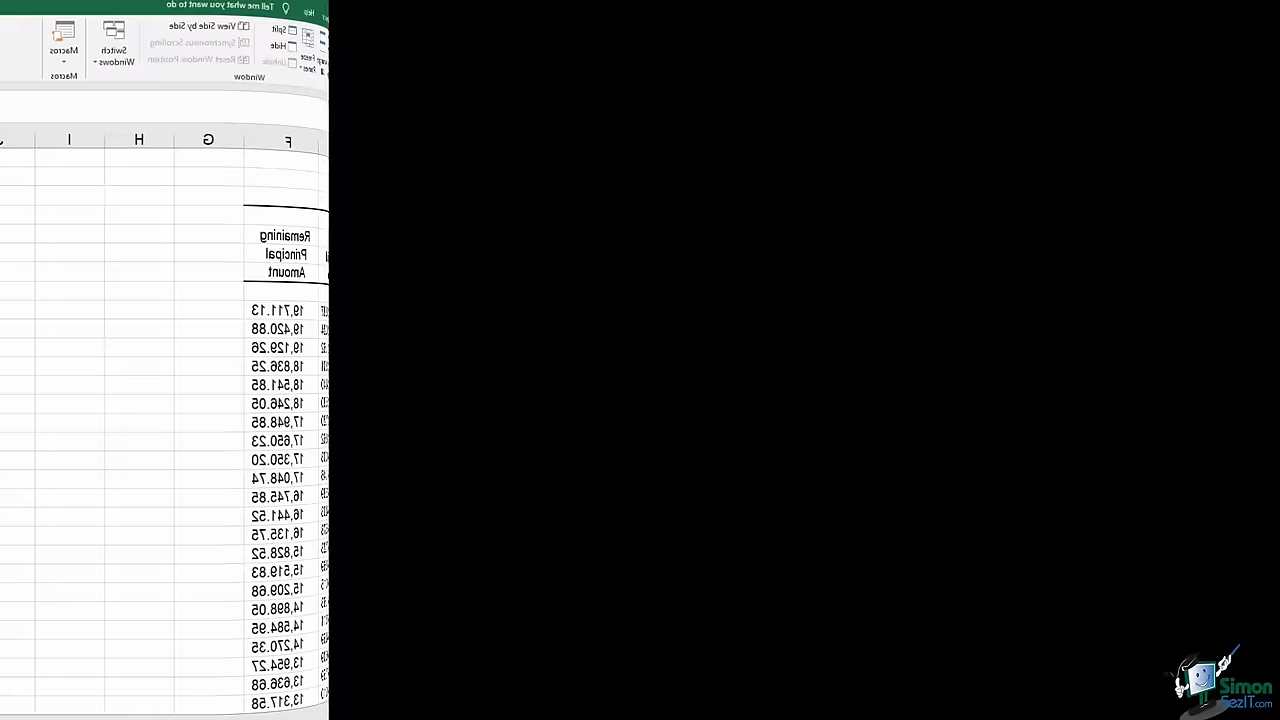 Tell me what you want to do
Help
Split
View Side by Side
Hide
Synchronous Scrolling
Unhide
Reset Window Position
Window
Switch
Windows
Macros
Macros
F G H I
Remaining
Principal
Amount
19,711.13
19,420.88
19,129.26
18,836.25
18,541.85
18,246.05
17,948.85
17,650.23
17,350.20
17,048.74
16,745.85
16,441.52
16,135.75
15,828.52
15,519.83
15,209.68
14,898.05
14,584.95
14,270.35
13,954.27
13,636.68
13,317.58
Simon
SezIT.com